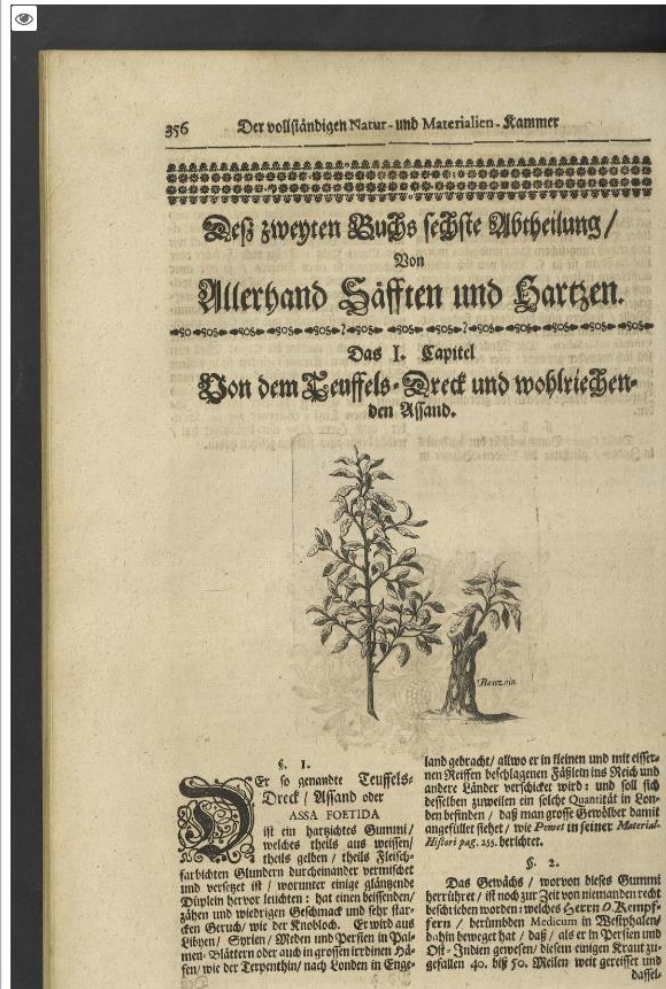 356 Der vollständigen Natur- und Materialien-Kammer
Deß zweyten Buchs sechste Abtheilung/
Von
Allerhand Säfften und Hartzen.
Das I. Capitel
Von dem Teuffels-Dreck und wohlriechen-
den Assand.
Benzoin
§. 1.
DEr so genandte Teuffels-
Dreck / Assand oder
ASSA FOETIDA
ist ein hartzichtes Gummi/
welches theils aus weissen/
theils gelben / theils Fleisch-
farbichten Glundern durcheinander vermischet
und versetzet ist / worunter einige gläntzende
Düplein hervor leuchten: hat einen beissenden/
zähen und wiedrigen Geschmack und sehr star-
cken Geruch/ wie der Knobloch. Er wird aus
Libyen/ Syrien/ Meden und Persien in Pal-
men-Blättern oder auch in grossen irrdinen Hä-
fen/ wie der Terpenthin/ nach Londen in Enge-
land gebracht/ allwo er in kleinen und mit eisser-
nen Reiffen beschlagenen Fäßlein ins Reich und
andere Länder verschicket wird: und soll sich
desselben zuweilen ein solche Quantität in Lon-
den befinden / daß man grosse Gewölber damit
angefüllet siehet / wie Pomet in seiner Material-
Histori pag. 255. berichtet.
§. 2.
Das Gewächs / worvon dieses Gummi
herrühret / ist noch zur Zeit von niemanden recht
beschrieben worden: welches Herrn D. Kempf-
fern / berümbden Medicum in Westphalen/
dahin beweget hat / daß / als er in Persien und
Ost-Indien gewesen/ diesem einigen Kraut zu-
gefallen 40. biß 50. Meilen weit gereiset und
dassel-